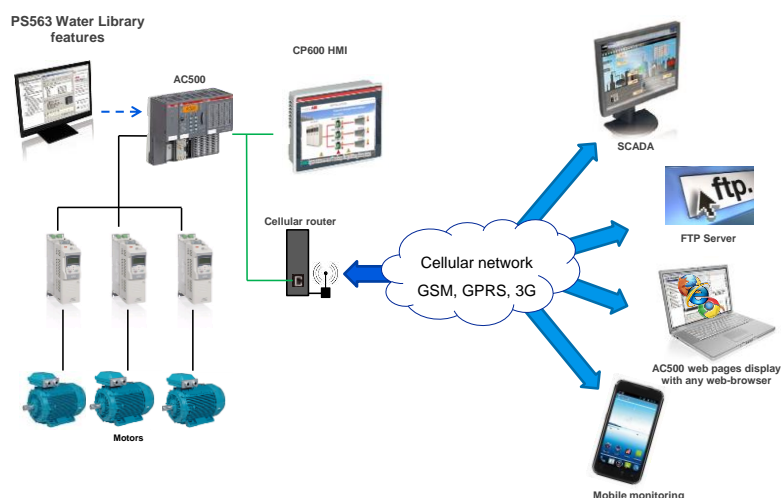 PS563 Water Library
features
AC500
CP600 HMI
SCADA
ftp.
FTP Server
Cellular router
Cellular network
GSM, GPRS, 3G
AC500 web pages display
with any web-browser
Motors
Mobile monitoring